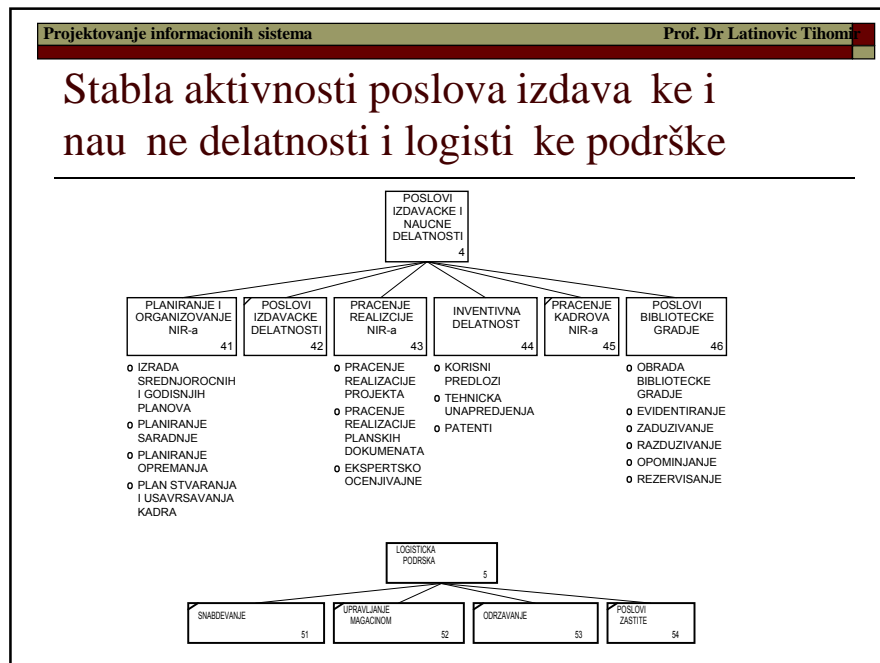 Projektovanje informacionih sistema Prof. Dr Latinovic Tihomir
Stabla aktivnosti poslova izdava ke i
nau ne delatnosti i logisti ke podrške
POSLOVI
IZDAVACKE I
NAUCNE
DELATNOSTI
4
PLANIRANJE I
ORGANIZOVANJE
NIR-a
41
POSLOVI
IZDAVACKE
DELATNOSTI
42
PRACENJE
REALIZCIJE
NIR-a
43
INVENTIVNA
DELATNOST
44
PRACENJE
KADROVA
NIR-a
45
POSLOVI
BIBLIOTECKE
GRADJE
46
o IZRADA
SREDNJOROCNIH
I GODISNJIH
PLANOVA
o PLANIRANJE
SARADNJE
o PLANIRANJE
OPREMANJA
o PLAN STVARANJA
I USAVRSAVANJA
KADRA
o PRACENJE
REALIZACIJE
PROJEKTA
o PRACENJE
REALIZACIJE
PLANSKIH
DOKUMENATA
o EKSPERTSKO
OCENJIVAJNE
o KORISNI
PREDLOZI
o TEHNICKA
UNAPREDJENJA
o PATENTI
o OBRADA
BIBLIOTECKE
GRADJE
o EVIDENTIRANJE
o ZADUZIVANJE
o RAZDUZIVANJE
o OPOMINJANJE
o REZERVISANJE
LOGISTICKA
PODRSKA
5
SNABDEVANJE
51
UPRAVLJANJE
MAGACINOM
52
ODRZAVANJE
53
POSLOVI
ZASTITE
54